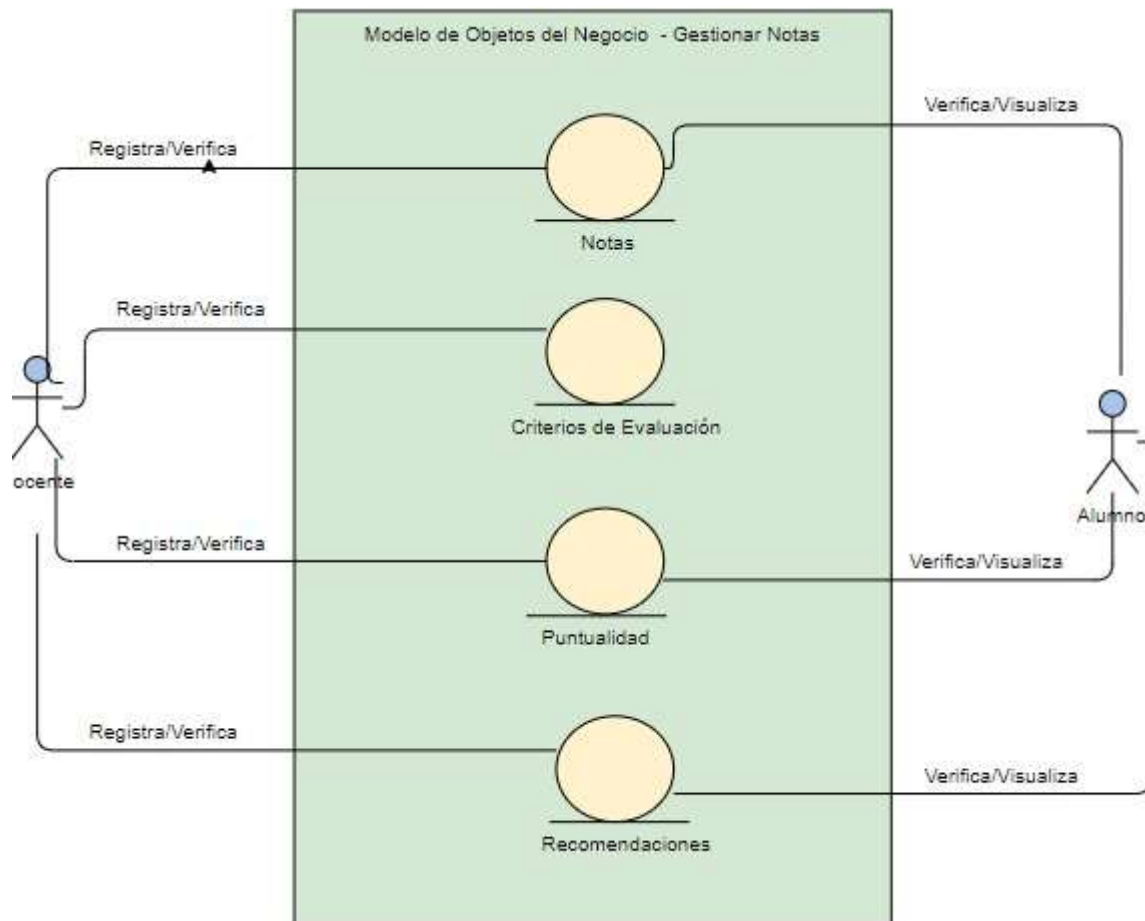 Modelo de Objetos del Negocio - Gestionar Notas
Verifica/Visualiza
Registra/Verifica
Notas
Registra/Verifica
Criterios de Evaluación
ocente
Alumno
Registra/Verifica
Verifica/Visualiza
Puntualidad
Registra/Verifica
Verifica/Visualiza
Recomendaciones